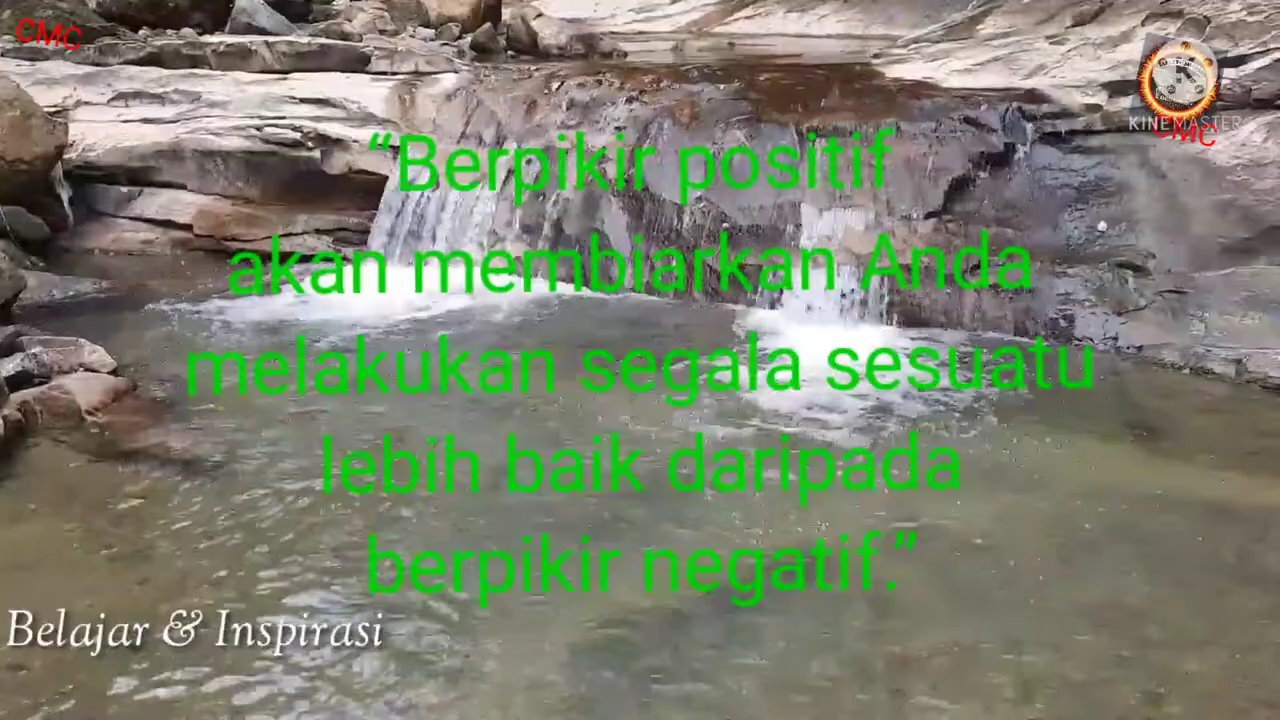 CMC
KINEMASTER
CMC
“Berpikir positif
akan membiarkan Anda
melakukan segala sesuatu
lebih baik daripada
berpikir negatif.”
Belajar & Inspirasi